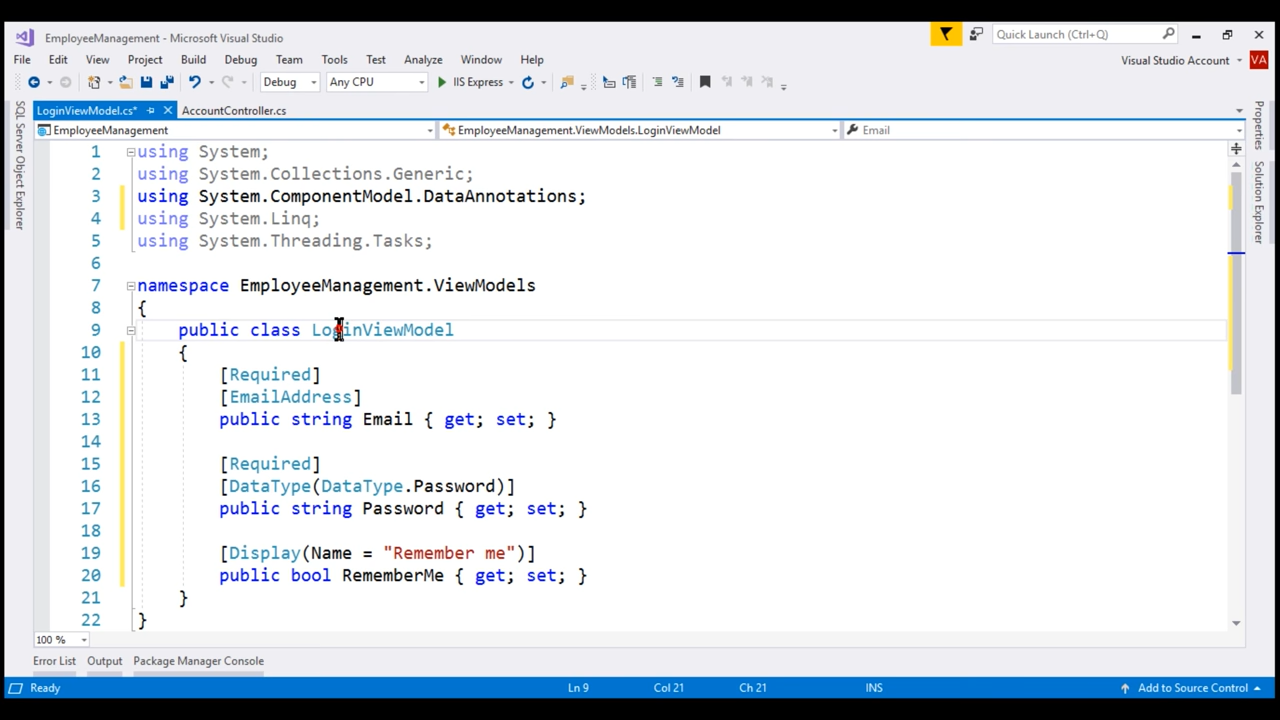 EmployeeManagement - Microsoft Visual Studio
Quick Launch (Ctrl+Q)
File Edit View Project Build Debug Team Tools Test Analyze Window Help
Visual Studio Account
VA
Debug
Any CPU
IIS Express
LoginViewModel.cs*
AccountController.cs
EmployeeManagement
EmployeeManagement.ViewModels.LoginViewModel
Email
SQL Server Object Explorer
Properties
Solution Explorer
1 using System;
2 using System.Collections.Generic;
3 using System.ComponentModel.DataAnnotations;
4 using System.Linq;
5 using System.Threading.Tasks;
6
7 namespace EmployeeManagement.ViewModels
8 {
9 public class LoginViewModel
10 {
11 [Required]
12 [EmailAddress]
13 public string Email { get; set; }
14
15 [Required]
16 [DataType(DataType.Password)]
17 public string Password { get; set; }
18
19 [Display(Name = "Remember me")]
20 public bool RememberMe { get; set; }
21 }
22 }
100 %
Error List Output Package Manager Console
Ready Ln 9 Col 21 Ch 21 INS Add to Source Control